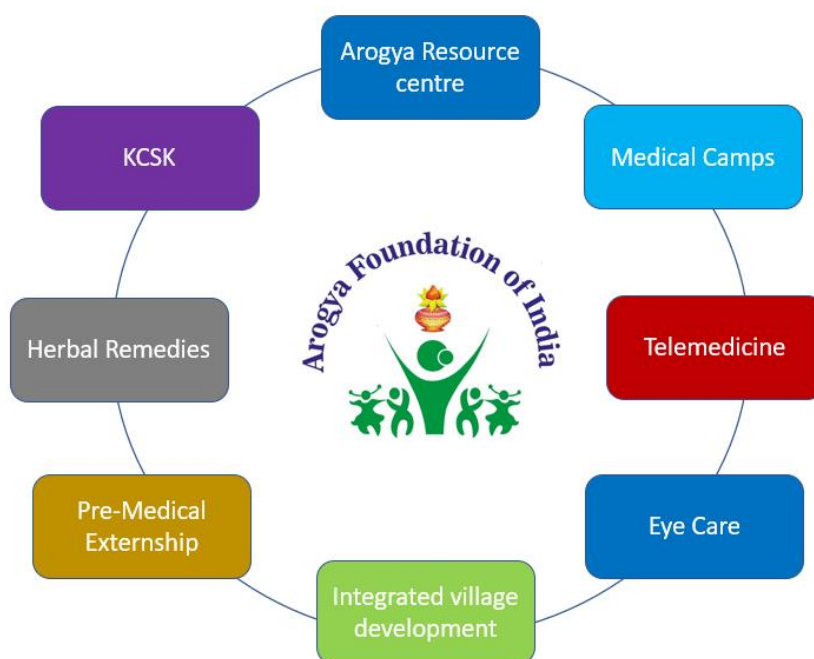 Arogya Resource
centre
Medical Camps
Telemedicine
Eye Care
Integrated village
development
Pre-Medical
Externship
Herbal Remedies
KCSK
Arogya Foundation of India